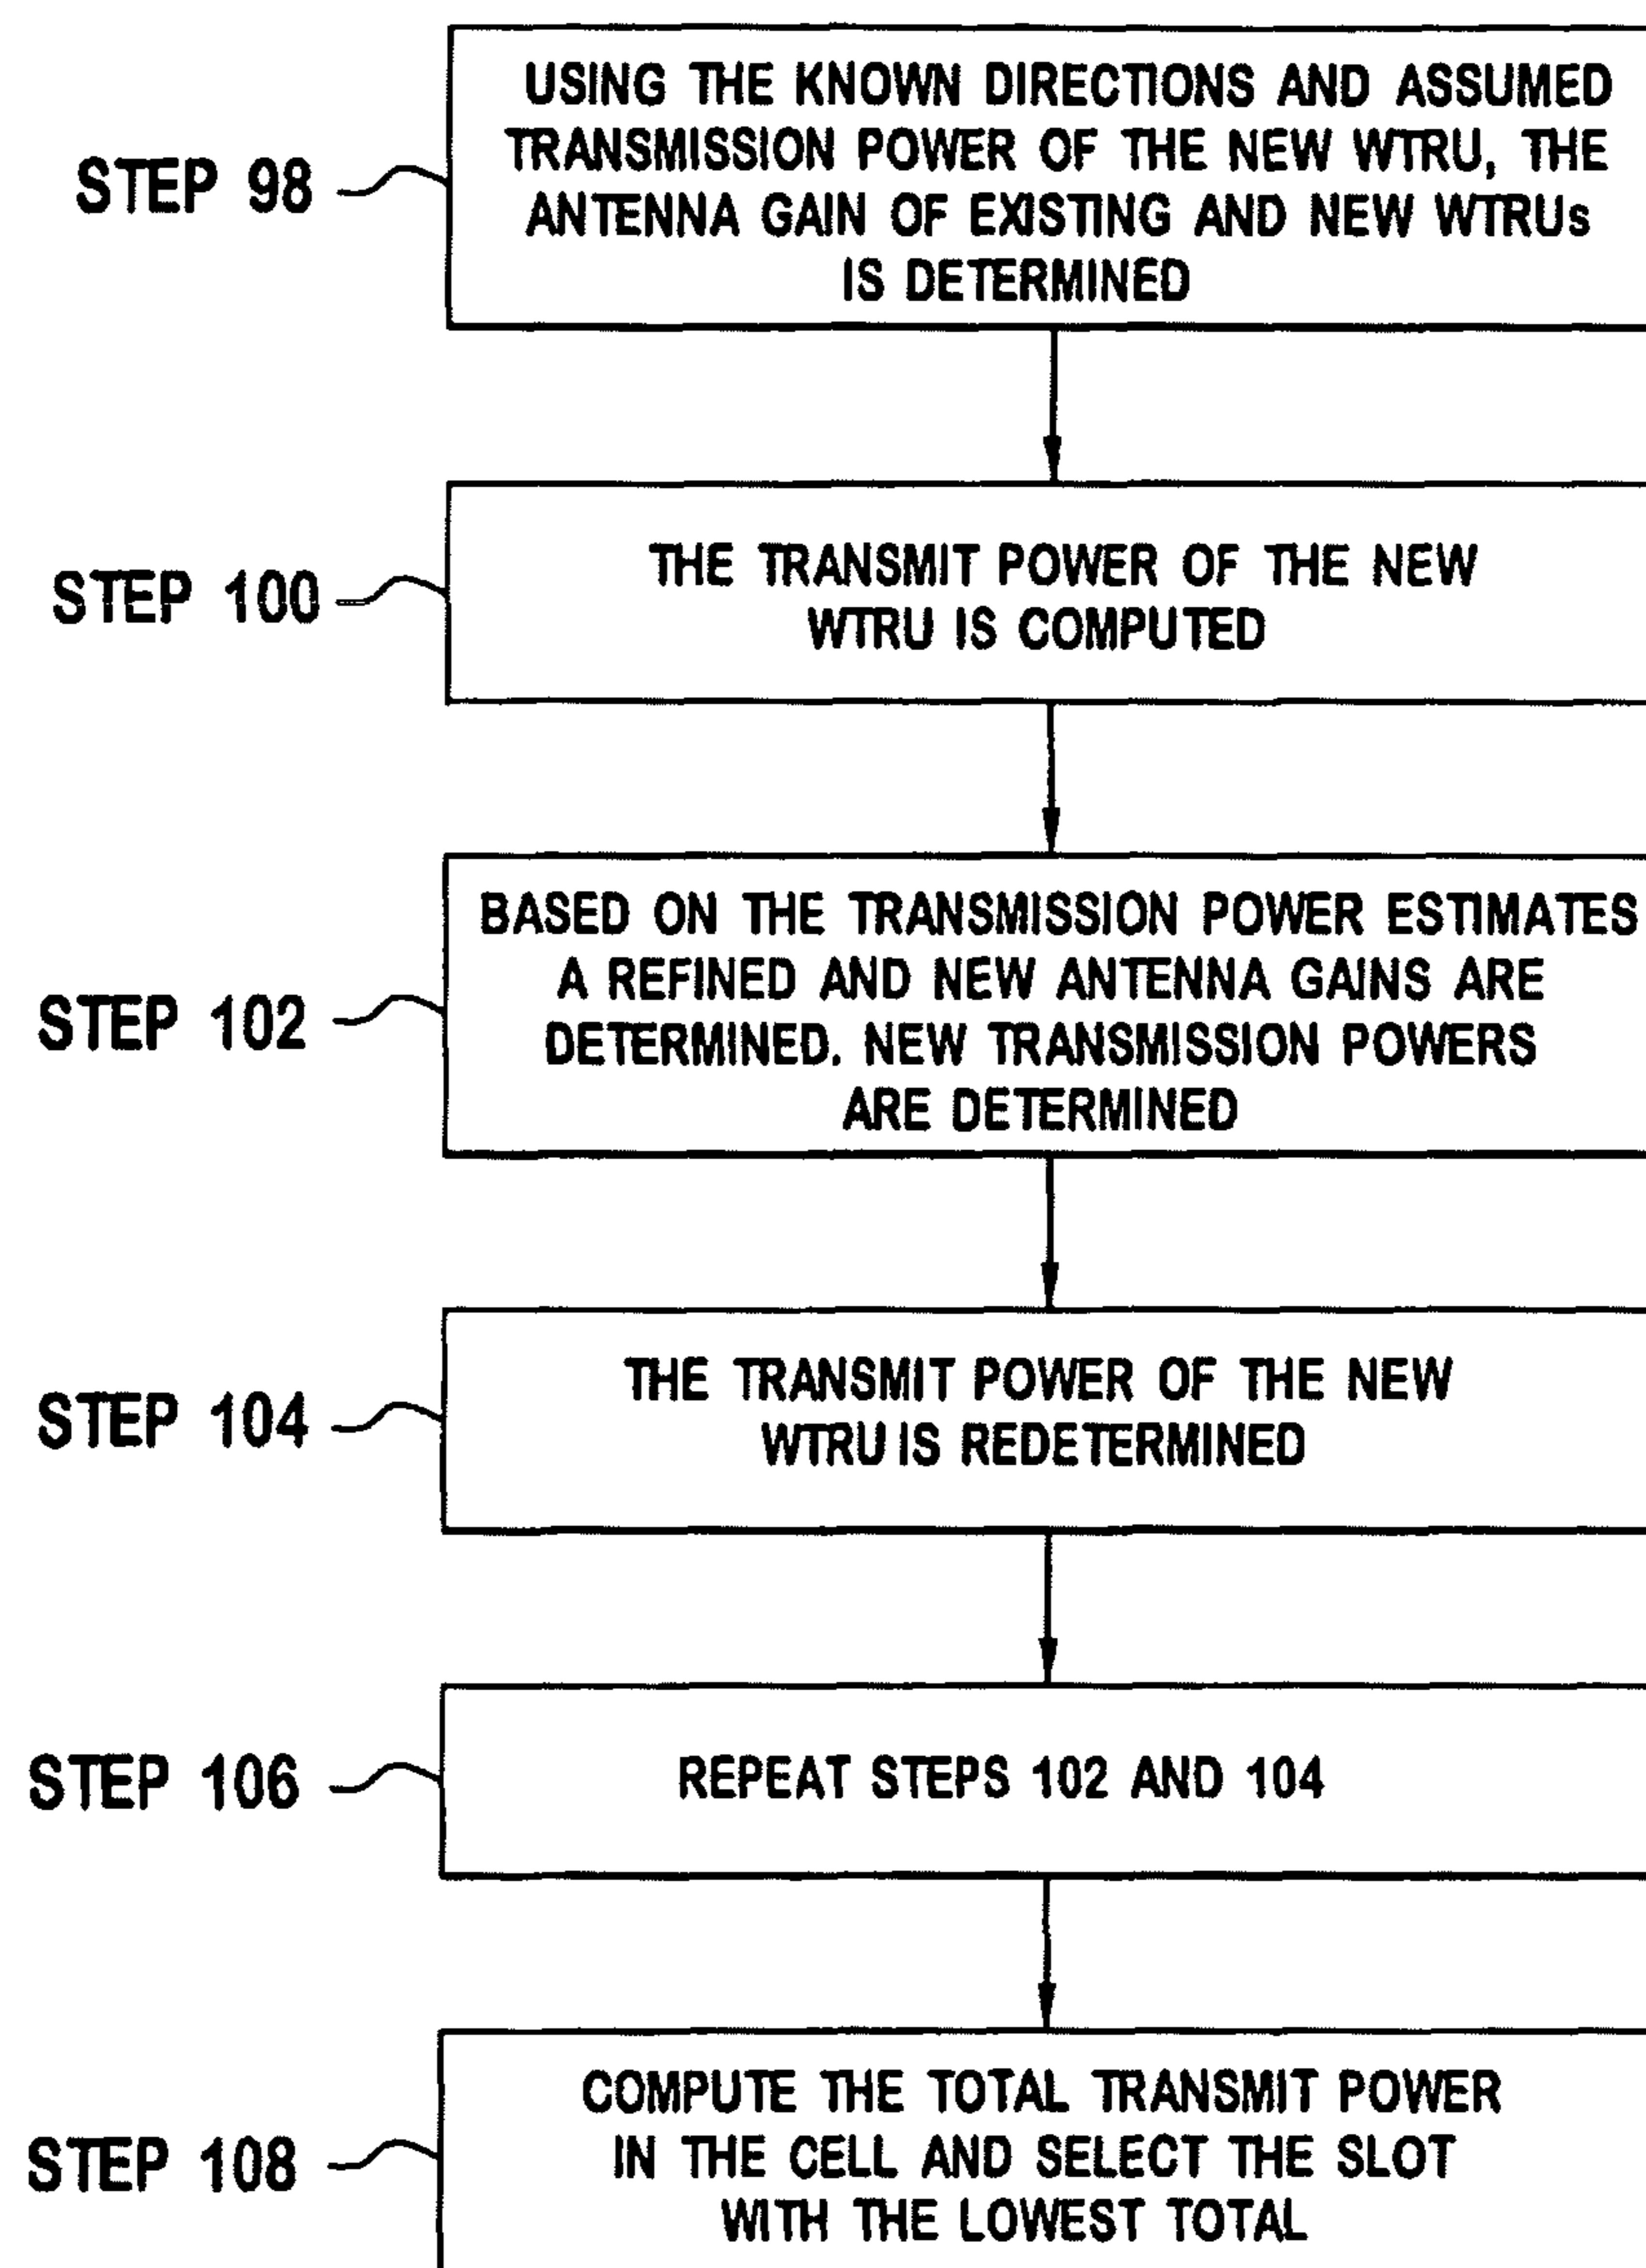 STEP 98
USING THE KNOWN DIRECTIONS AND ASSUMED
TRANSMISSION POWER OF THE NEW WTRU, THE
ANTENNA GAIN OF EXISTING AND NEW WTRUs
IS DETERMINED
STEP 100
THE TRANSMIT POWER OF THE NEW
WTRU IS COMPUTED
STEP 102
BASED ON THE TRANSMISSION POWER ESTIMATES
A REFINED AND NEW ANTENNA GAINS ARE
DETERMINED. NEW TRANSMISSION POWERS
ARE DETERMINED
STEP 104
THE TRANSMIT POWER OF THE NEW
WTRU IS REDETERMINED
STEP 106
REPEAT STEPS 102 AND 104
STEP 108
COMPUTE THE TOTAL TRANSMIT POWER
IN THE CELL AND SELECT THE SLOT
WITH THE LOWEST TOTAL